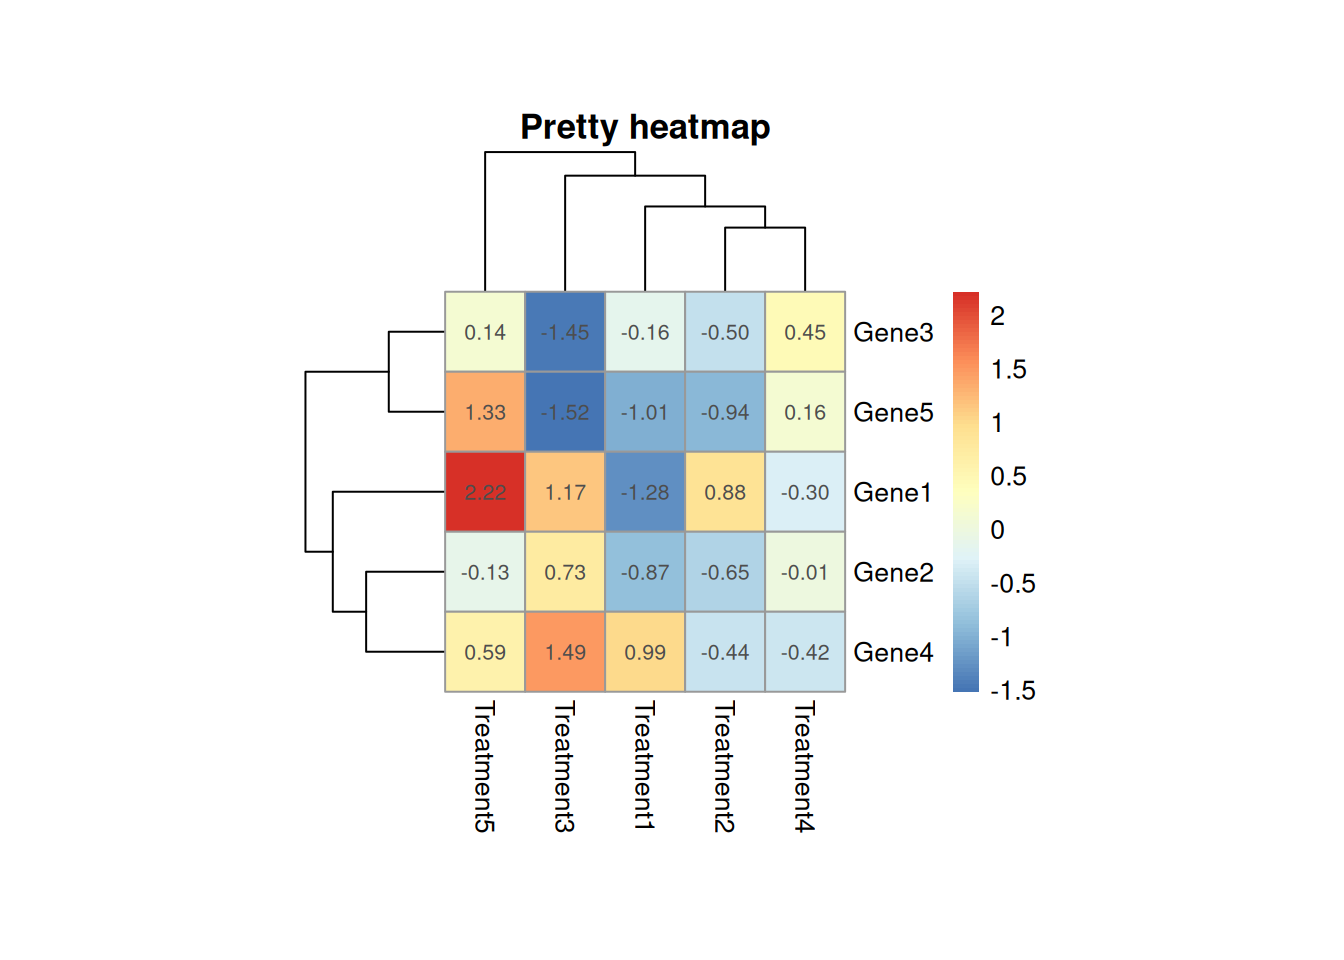 Pretty heatmap
0.14 -1.45 -0.16 -0.50 0.45 Gene3
1.33 -1.52 -1.01 -0.94 0.16 Gene5
2.22 1.17 -1.28 0.88 -0.30 Gene1
-0.13 0.73 -0.87 -0.65 -0.01 Gene2
0.59 1.49 0.99 -0.44 -0.42 Gene4
2
1.5
1
0.5
0
-0.5
-1
-1.5
Treatment5
Treatment3
Treatment1
Treatment2
Treatment4